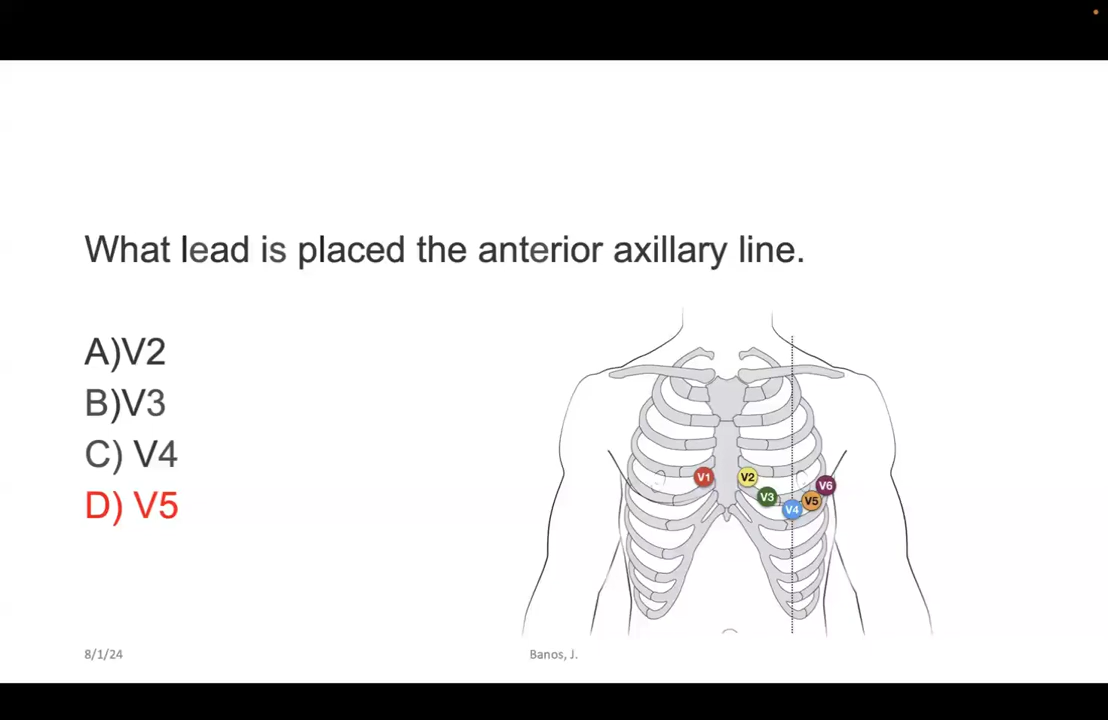 What lead is placed the anterior axillary line.
A)V2
B)V3
C) V4
D) V5
V1
V2
V3
V4
V5
V6
8/1/24
Banos, J.